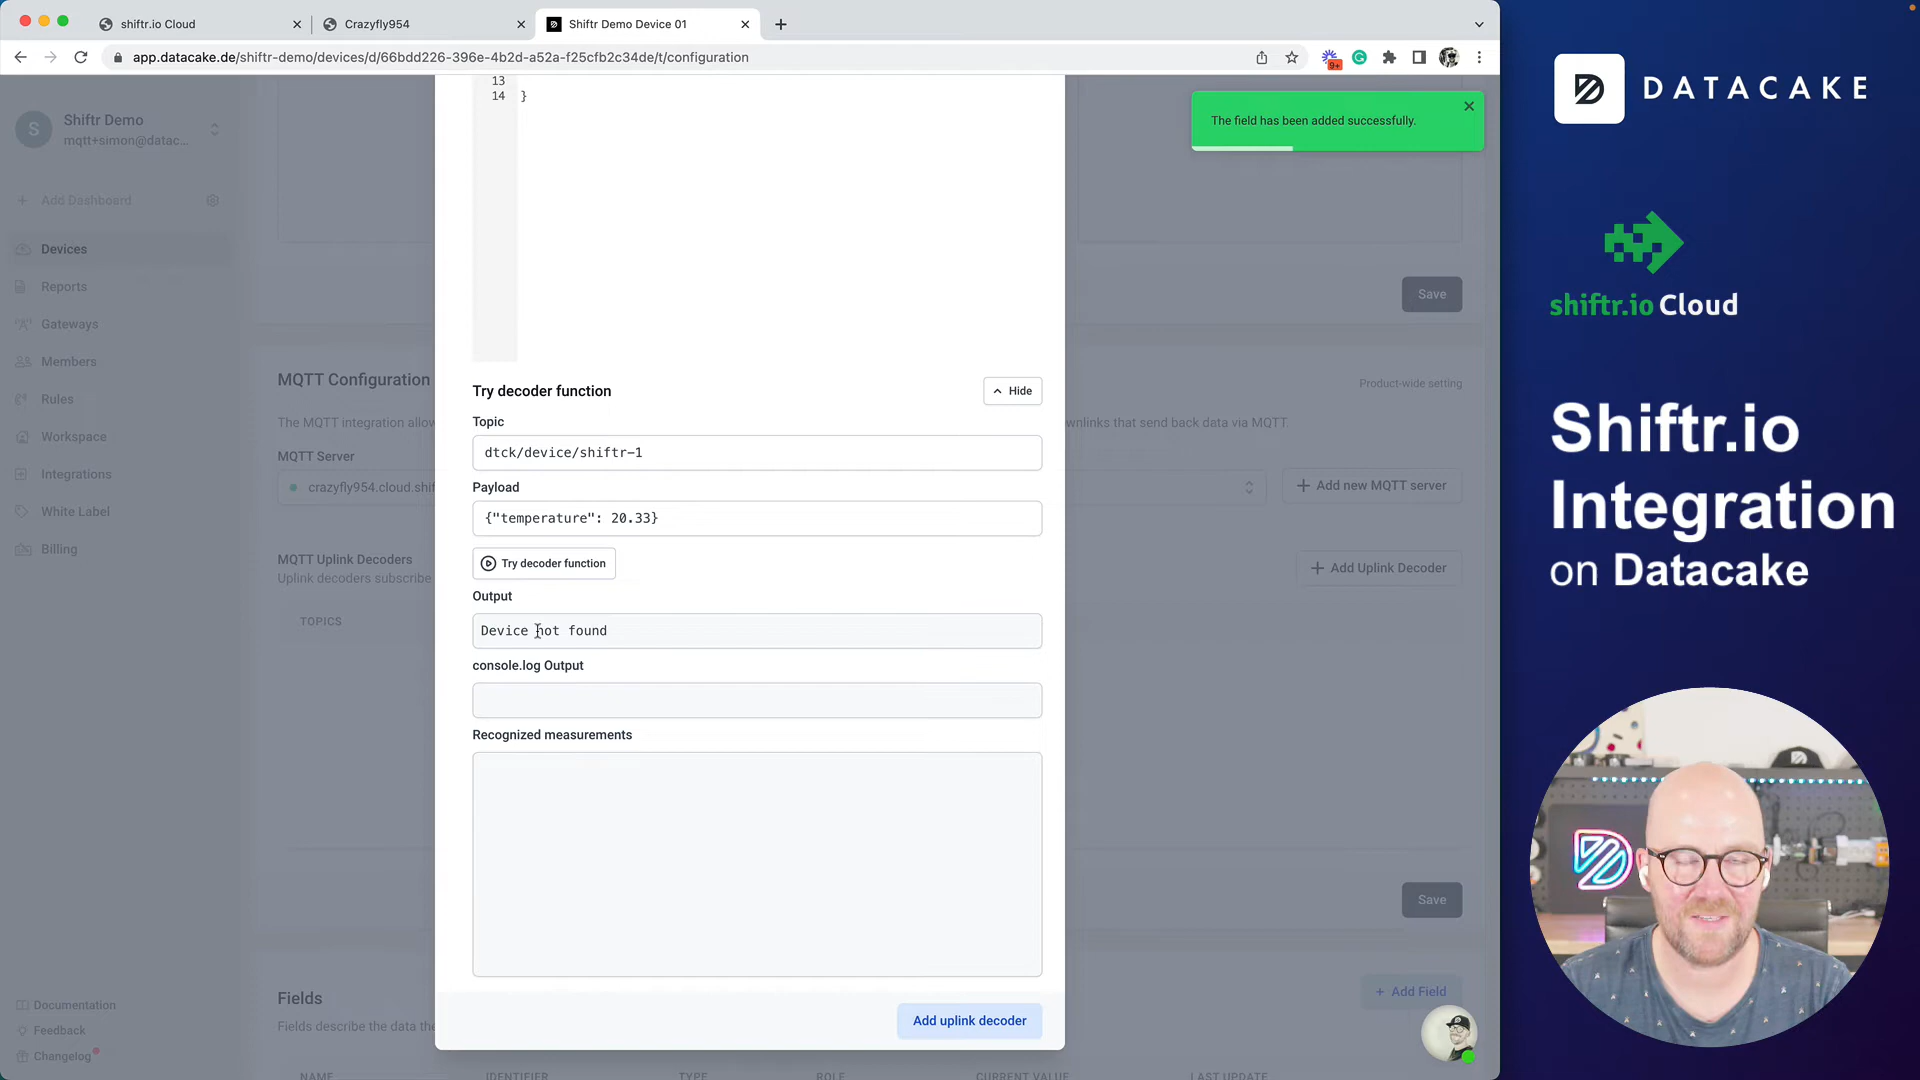 shiftr.io Cloud
Crazyfly954
Shiftr Demo Device 01
app.datacake.de/shiftr-demo/devices/d/66bdd226-396e-4b2d-a52a-f25cfb2c34de/t/configuration
9+
DATACAKE
13
14 }
The field has been added successfully.
S
Shiftr Demo
mqtt+simon@datac...
Add Dashboard
Devices
Reports
Gateways
Members
Rules
Workspace
Integrations
White Label
Billing
Documentation
Feedback
Changelog
Save
MQTT Configuration
Product-wide setting
The MQTT integration allow
wnlinks that send back data via MQTT.
MQTT Server
crazyfly954.cloud.shif
Add new MQTT server
MQTT Uplink Decoders
Uplink decoders subscribe
Add Uplink Decoder
TOPICS
Save
Fields
Fields describe the data the
+ Add Field
NAME IDENTIFIER TYPE ROLE CURRENT VALUE LAST UPDATE
Try decoder function
Hide
Topic
dtck/device/shiftr-1
Payload
{"temperature": 20.33}
Try decoder function
Output
Device not found
console.log Output
Recognized measurements
Add uplink decoder
shiftr.io Cloud
Shiftr.io
Integration
on Datacake